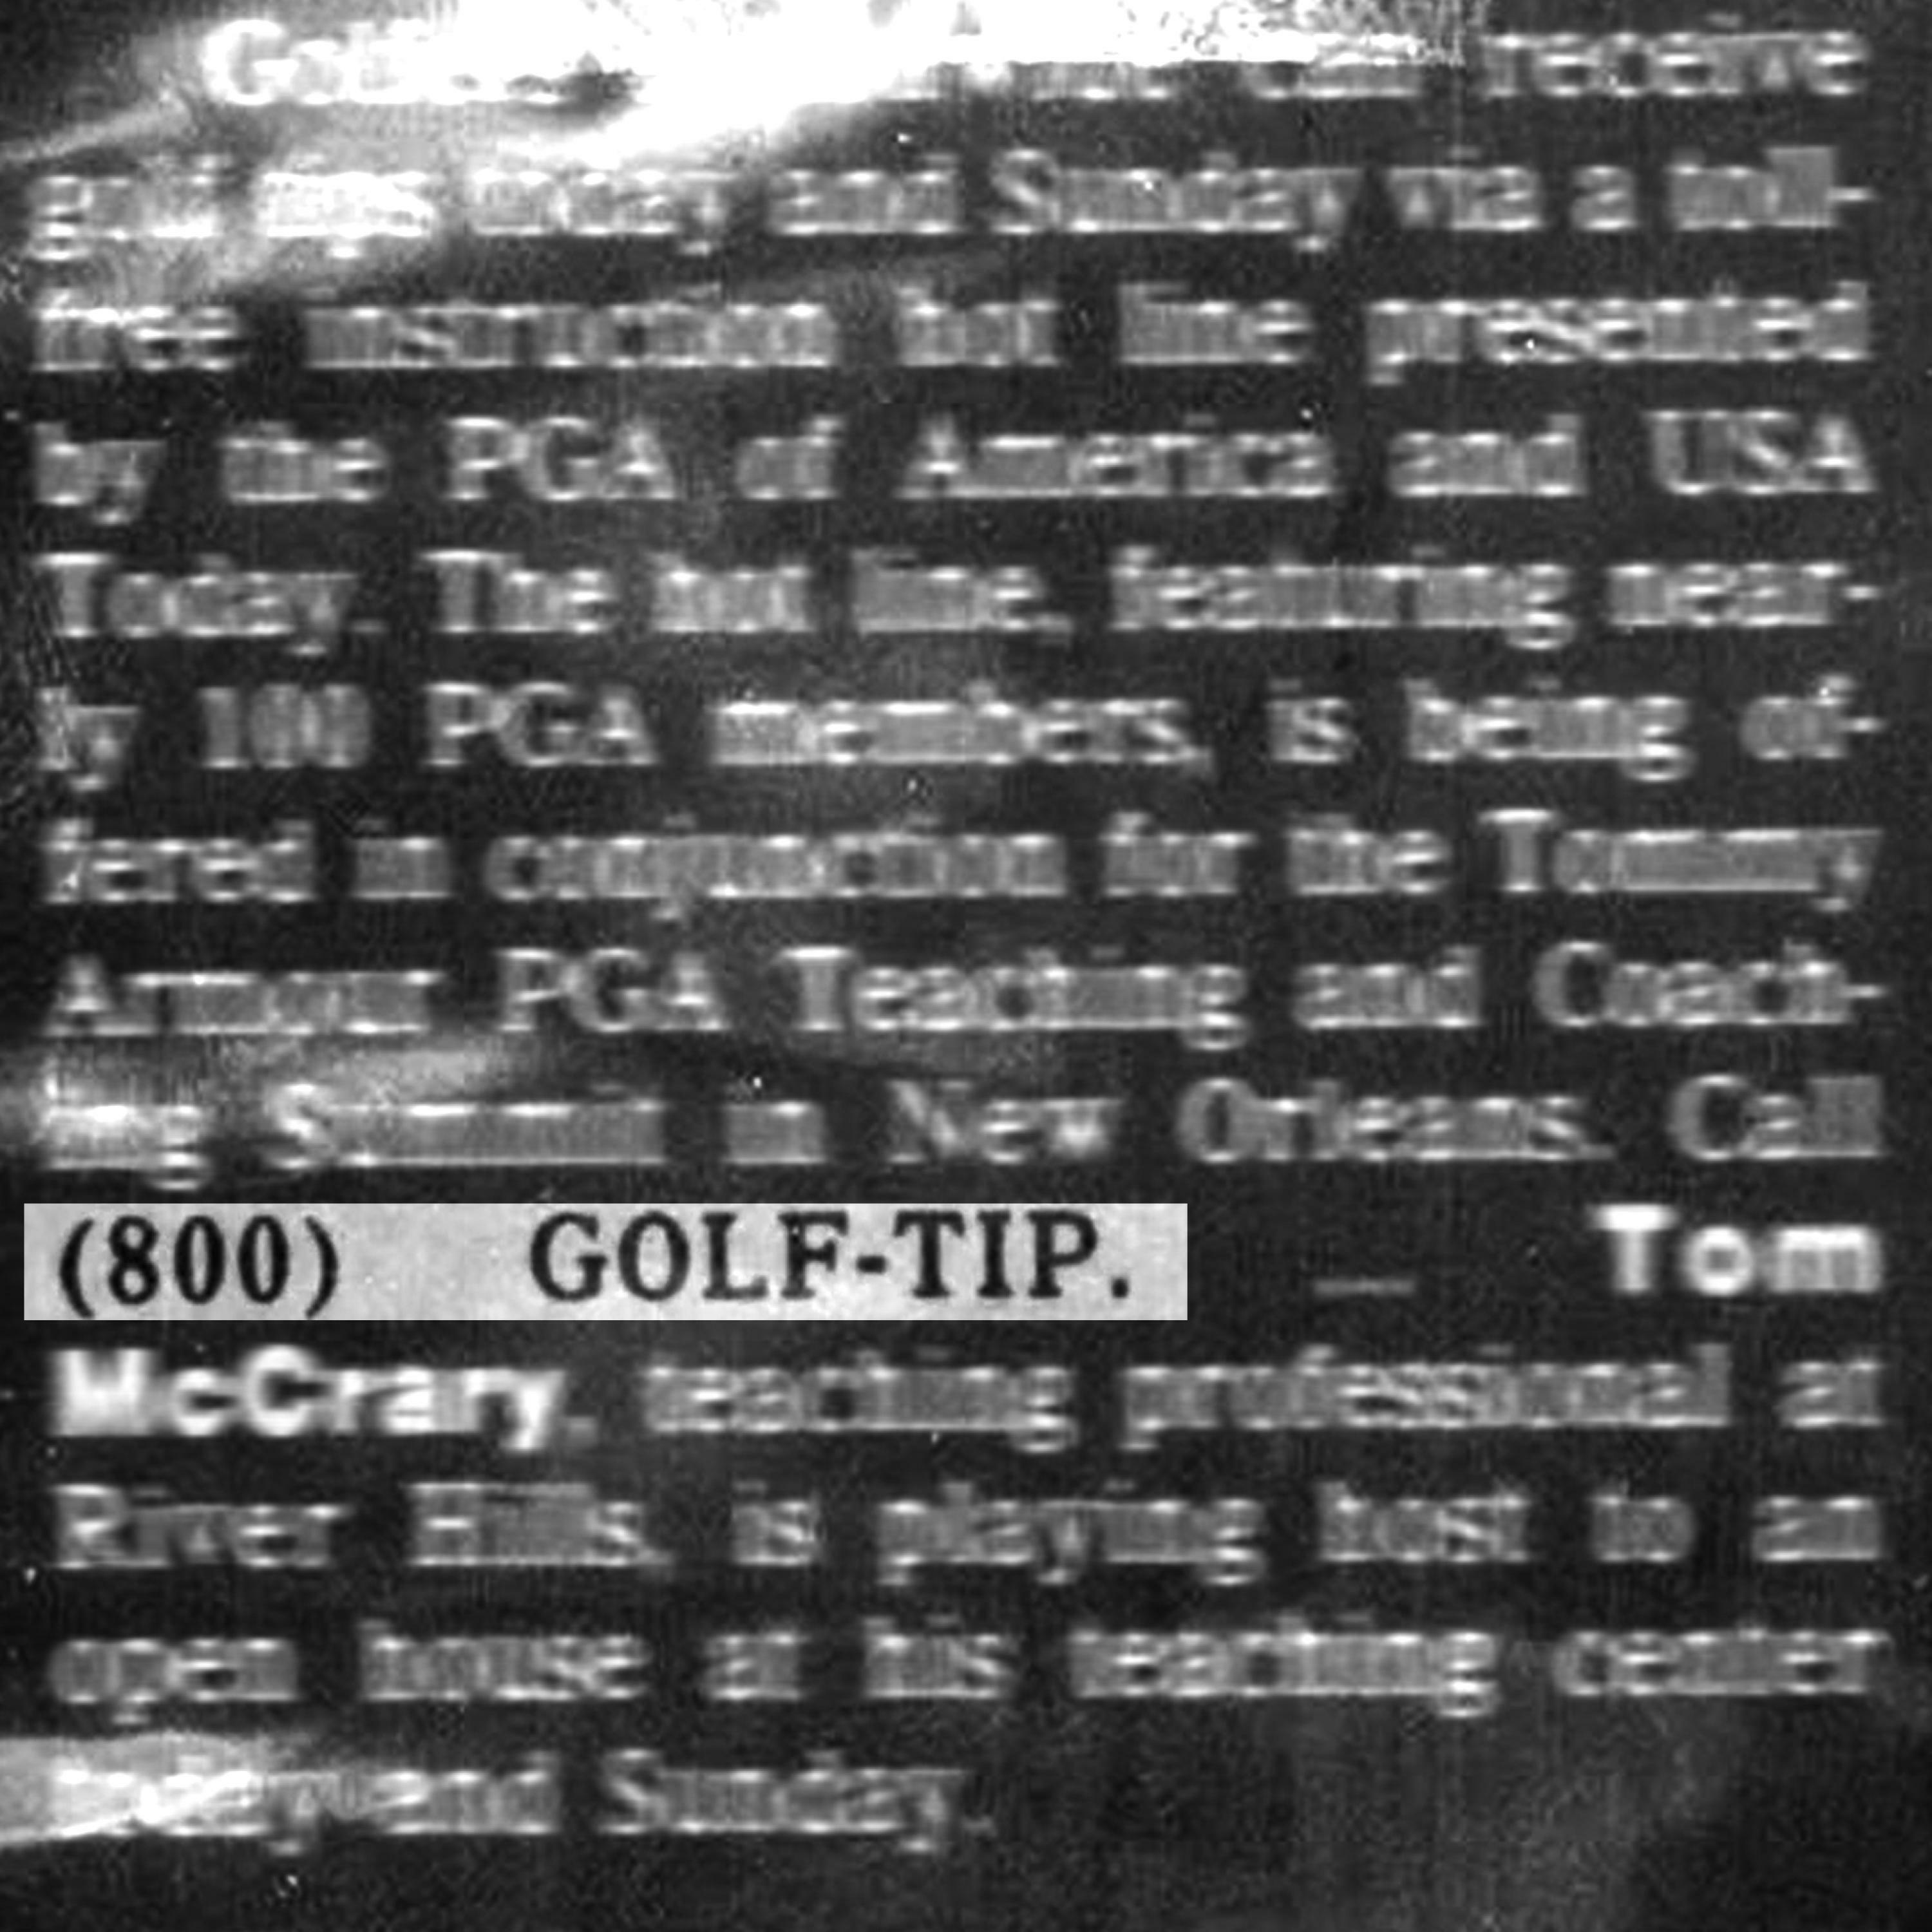 receive
golf tips today and Sunday via a toll-
free instruction hot line presented
by the PGA of America and USA
Today. The hot line, featuring near-
ly 100 PGA members, is being of-
fered in conjunction for the Tommy
Armour PGA Teaching and Coach-
ing Summit in New Orleans. Call
(800) GOLF-TIP. — Tom
McCrary, teaching professional at
River Hills, is playing host to an
open house at his teaching center
and Sunday.